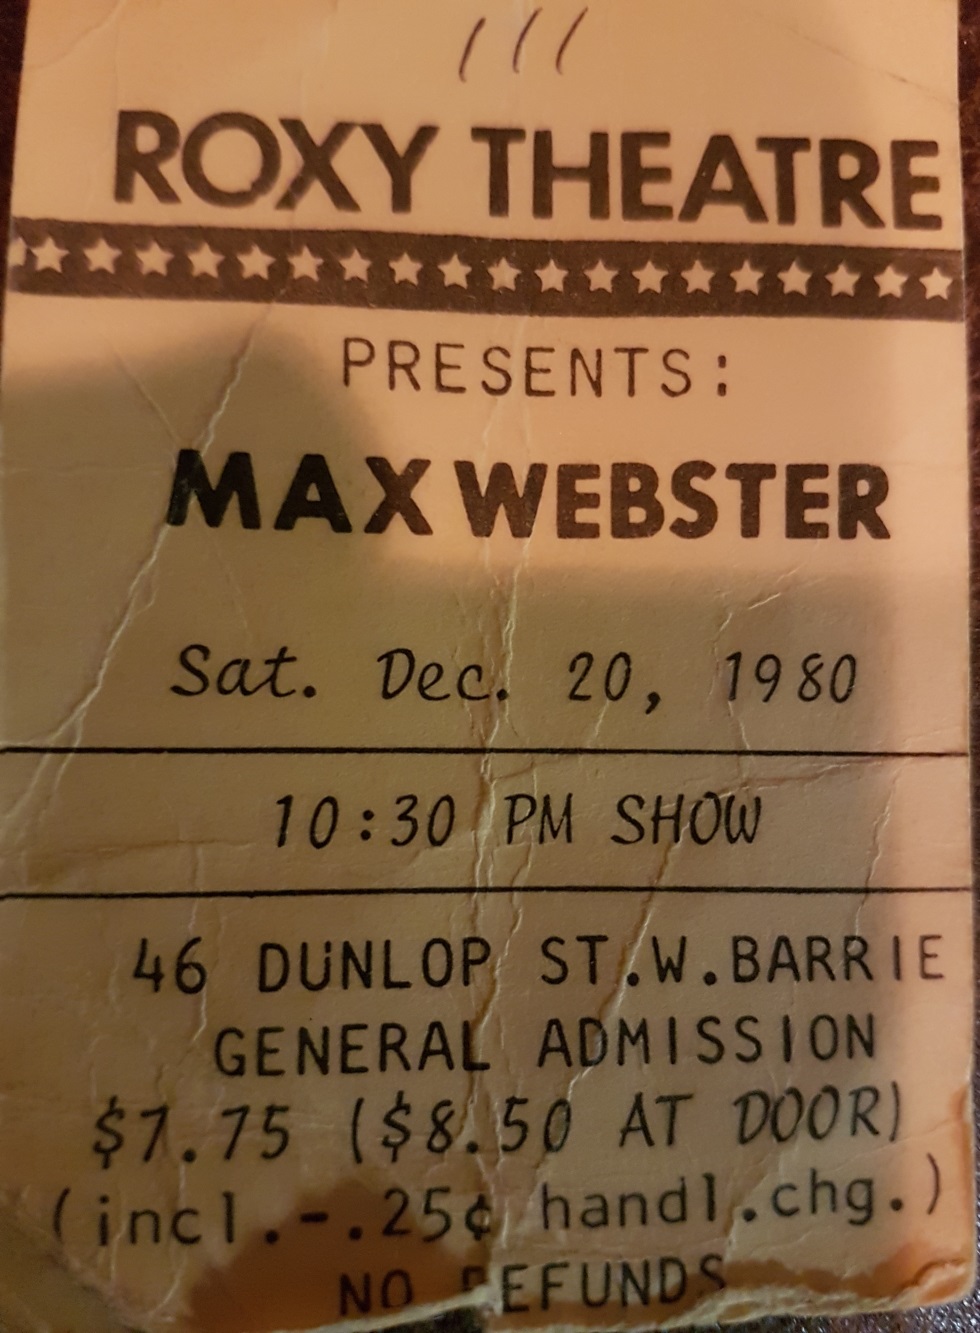 111
ROXY THEATRE
PRESENTS:
MAX WEBSTER
Sat. Dec. 20, 1980
10:30 PM SHOW
46 DUNLOP ST.W.BARRIE
GENERAL ADMISSION
$7.75 ($8.50 AT DOOR)
(incl.-.25¢ handl.chg.)
NO REFUNDS